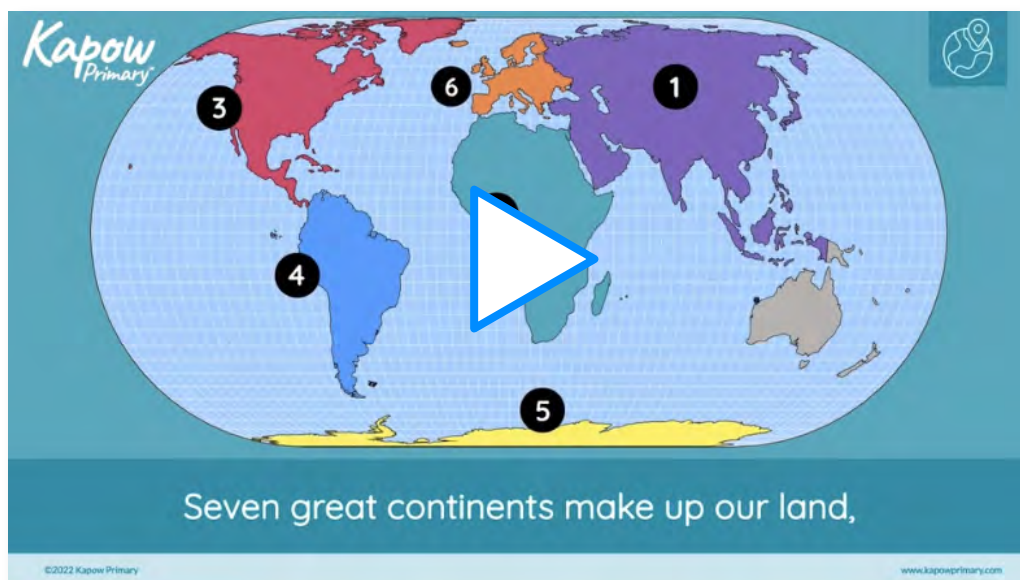 Kapow
Primary
3
6
1
4
5
Seven great continents make up our land,
©2022 Kapow Primary
www.kapowprimary.com